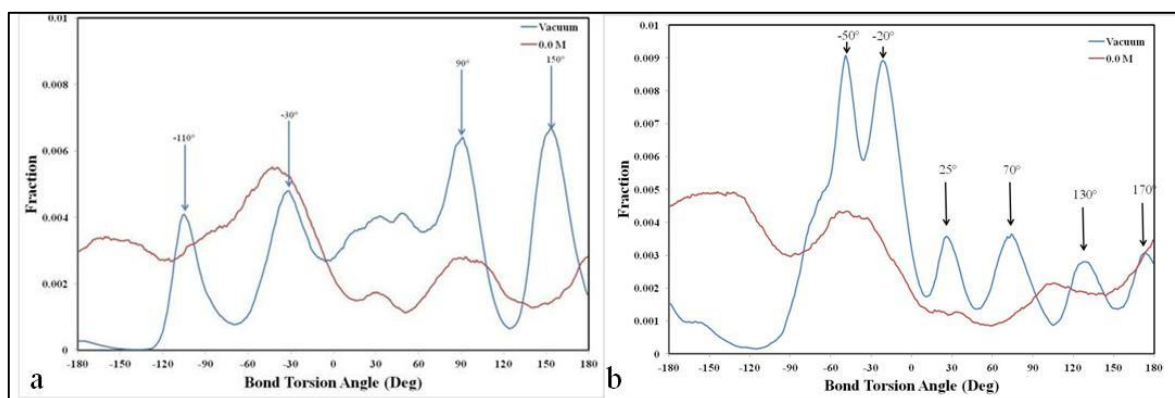 0.01
Vacuum
0.0 M
90°
150°
0.008
-110°
-30°
0.006
Fraction
0.004
0.002
0
-180 -150 -120 -90 -60 -30 0 30 60 90 120 150 180
a
Bond Torsion Angle (Deg)
0.01
-50° -20°
Vacuum
0.0 M
0.009
0.008
0.007
0.006
25° 70°
130° 170°
0.005
Fraction
0.004
0.003
0.002
0.001
0
-180 -150 -120 -90 -60 -30 0 30 60 90 120 150 180
b
Bond Torsion Angle (Deg)